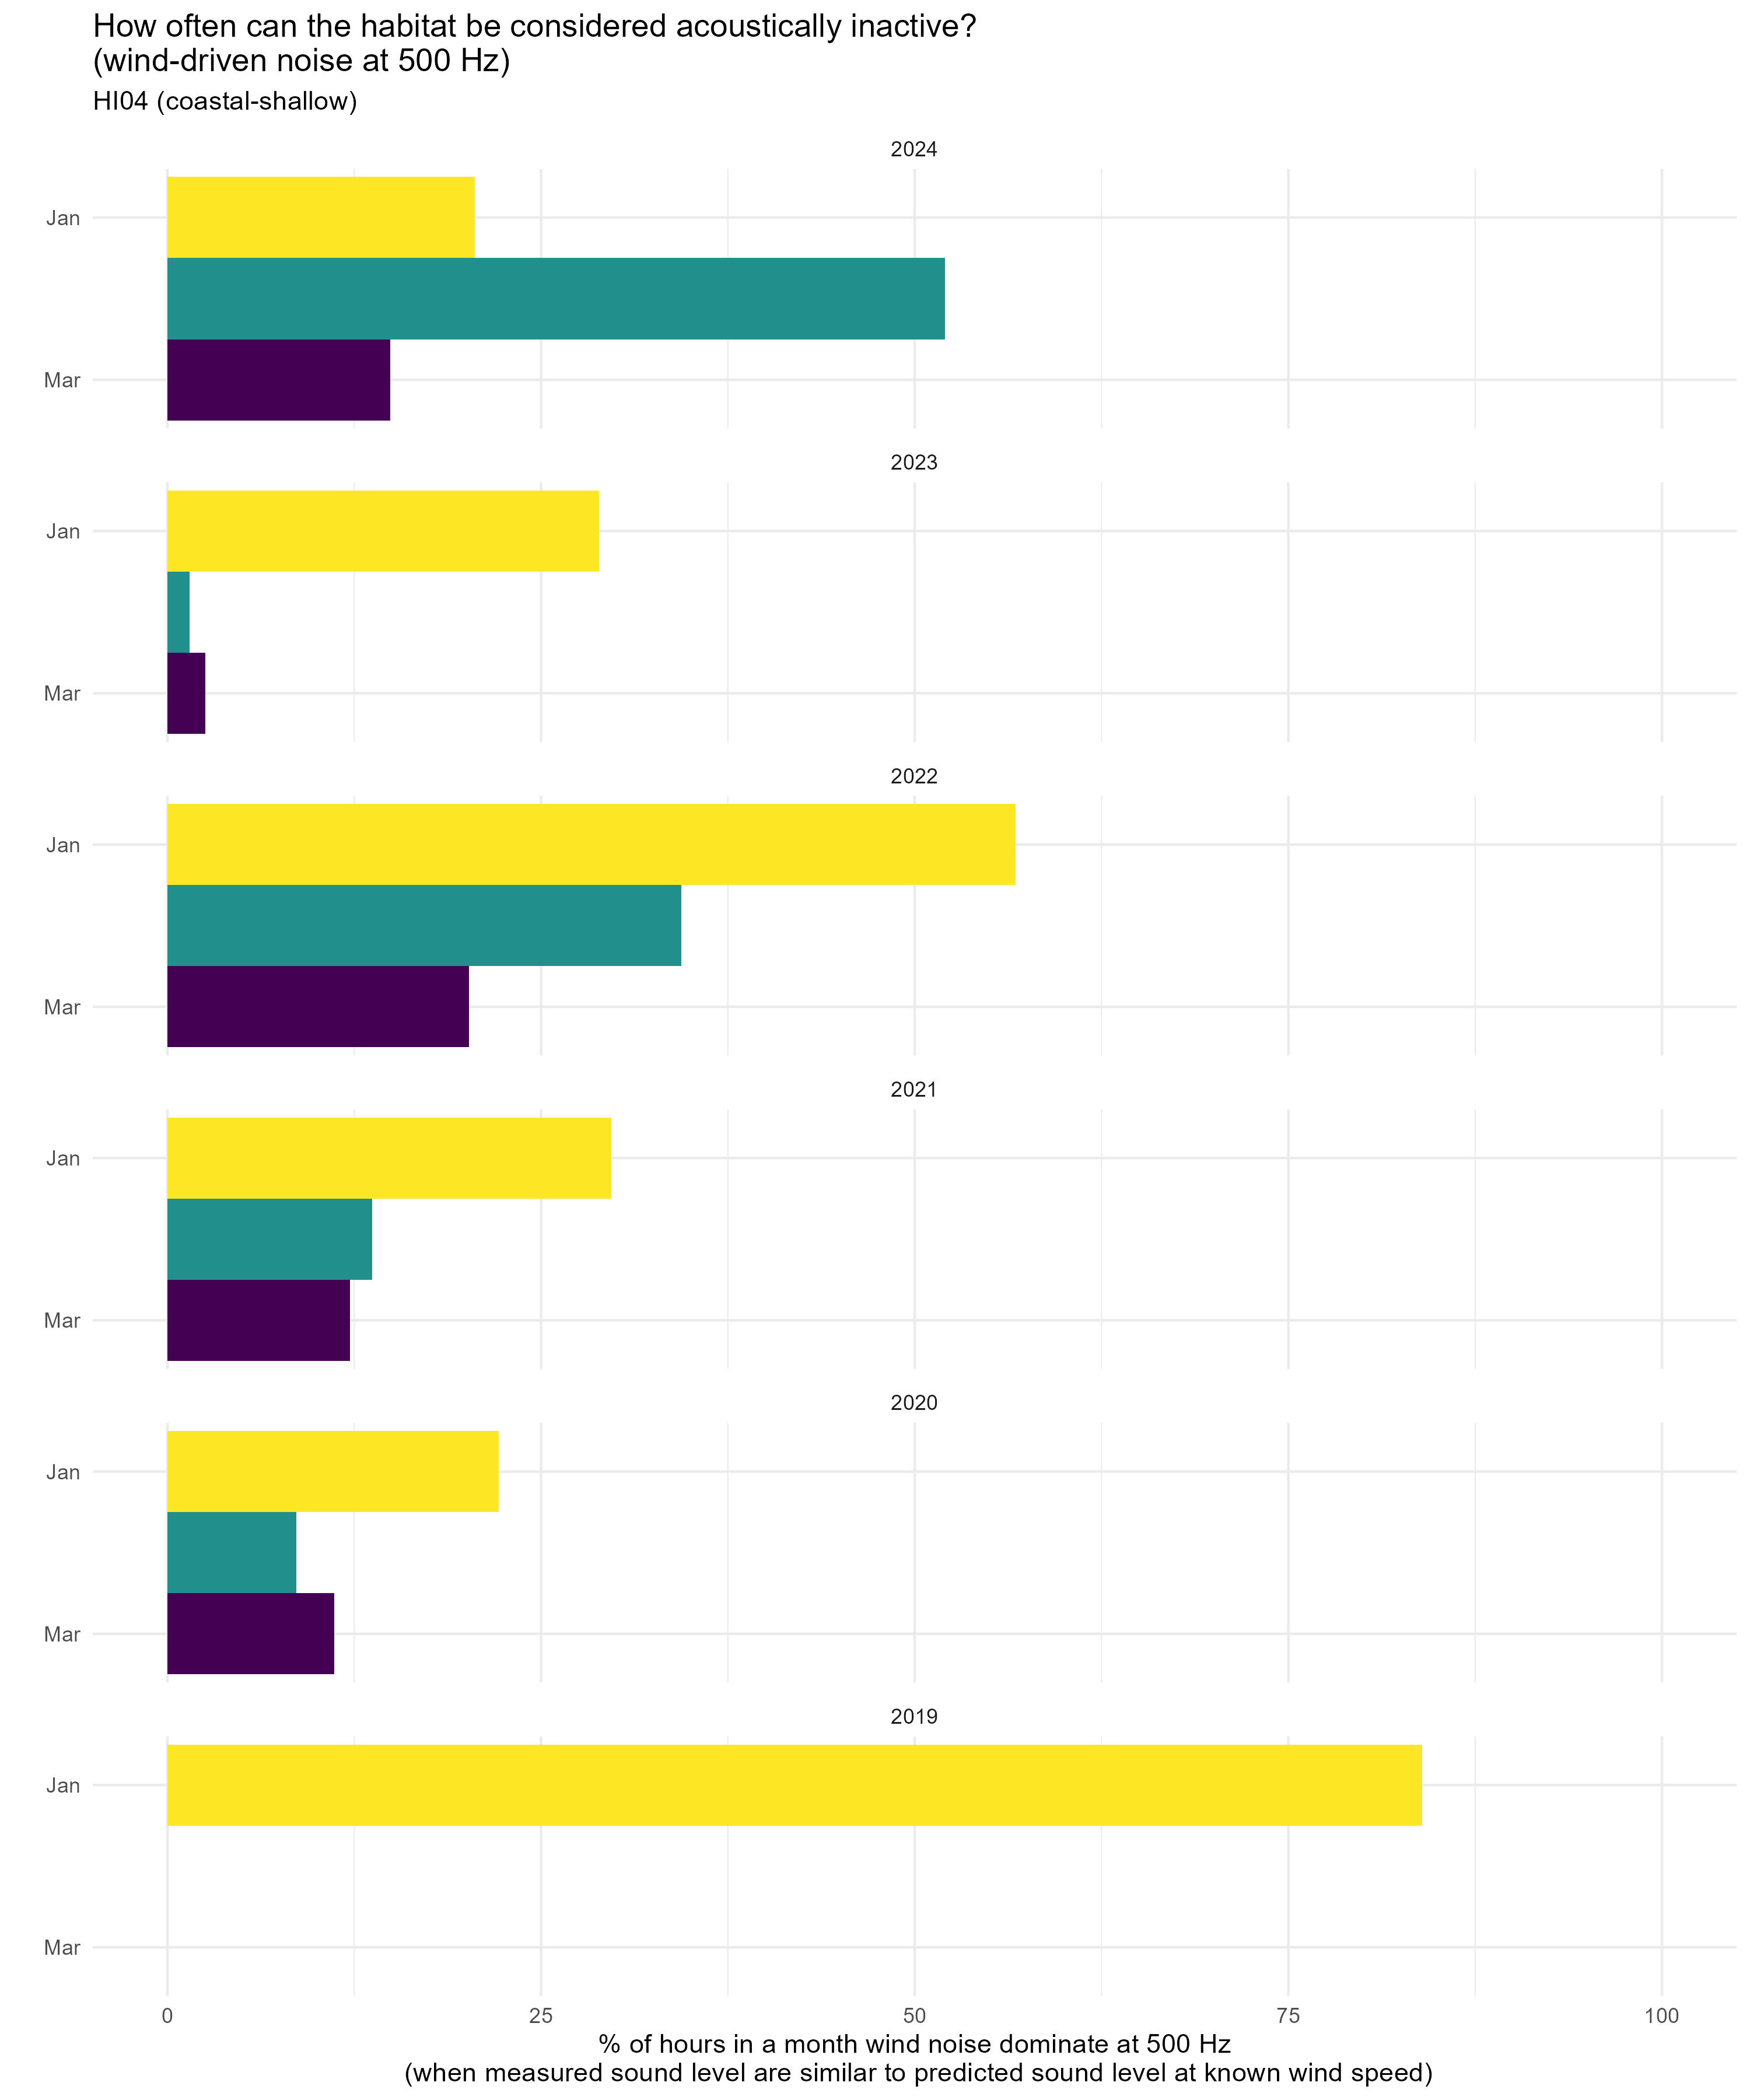 How often can the habitat be considered acoustically inactive?
(wind-driven noise at 500 Hz)
HI04 (coastal-shallow)
2024
Jan
Mar
2023
Jan
Mar
2022
Jan
Mar
2021
Jan
Mar
2020
Jan
Mar
2019
Jan
Mar
0 25 50 75 100
% of hours in a month wind noise dominate at 500 Hz
(when measured sound level are similar to predicted sound level at known wind speed)